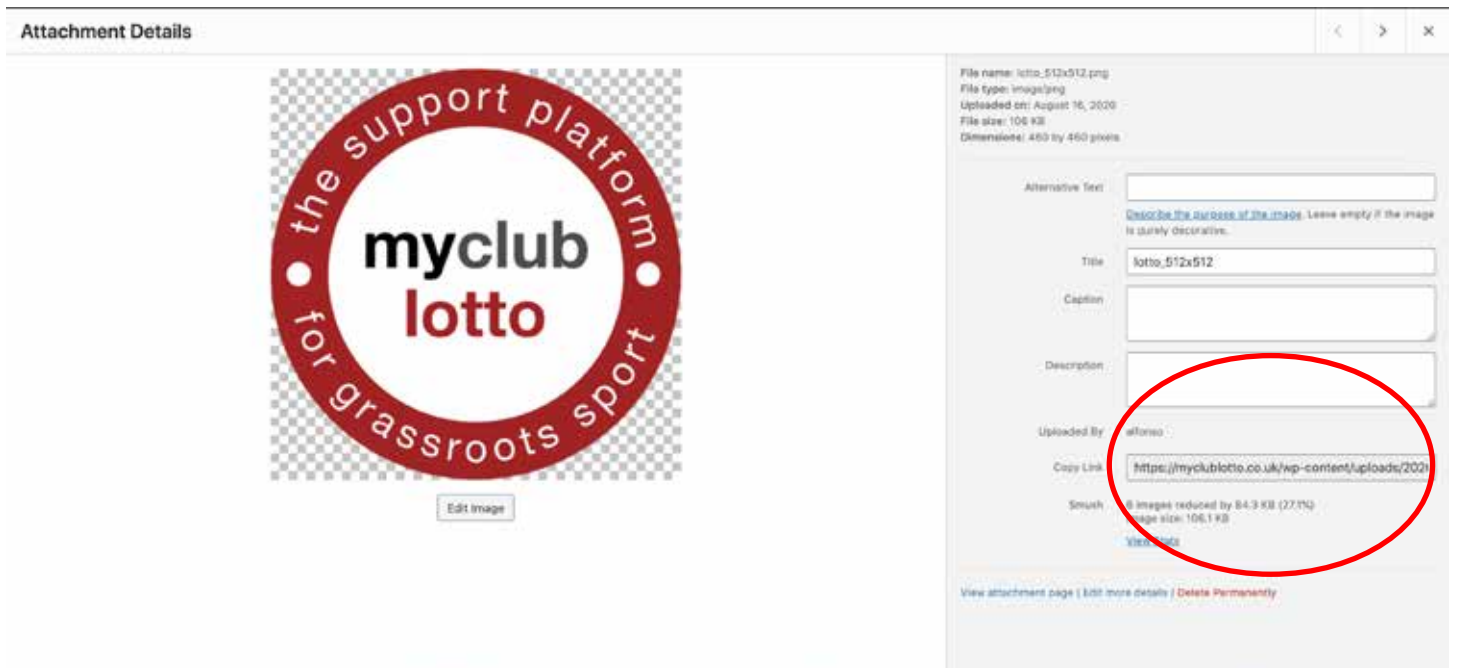 Attachment Details
the support platform
myclub
lotto
for grassroots sport
Edit Image
File name: lotto_512x512.png
File type: image/png
Uploaded on: August 16, 2020
File size: 106 KB
Dimensions: 460 by 460 pixels
Alternative Text
Describe the purpose of the image. Leave empty if the image
is purely decorative.
Title lotto_512x512
Caption
Description
Uploaded By alfonso
Copy Link https://myclublotto.co.uk/wp-content/uploads/202
Smush 6 images reduced by 84.3 KB (27.1%)
Image size: 106.1 KB
View Stats
View attachment page | Edit more details | Delete Permanently